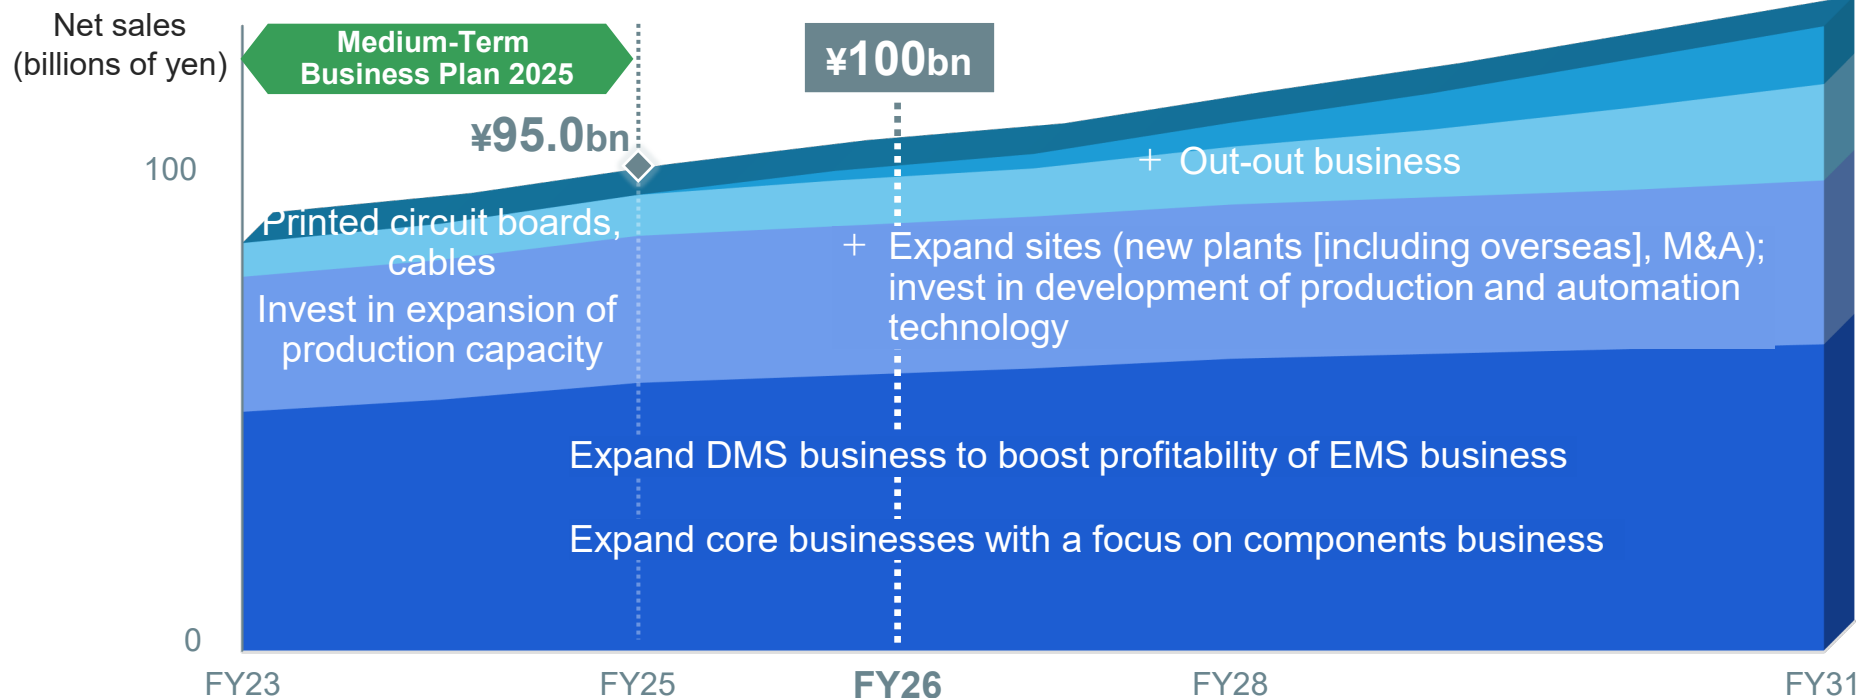 Net sales
(billions of yen)
Medium-Term
Business Plan 2025
¥100bn
¥95.0bn
100
+ Out-out business
Printed circuit boards,
cables
+ Expand sites (new plants [including overseas], M&A);
invest in development of production and automation
technology
Invest in expansion of
production capacity
Expand DMS business to boost profitability of EMS business
Expand core businesses with a focus on components business
0
FY23
FY25
FY26
FY28
FY31